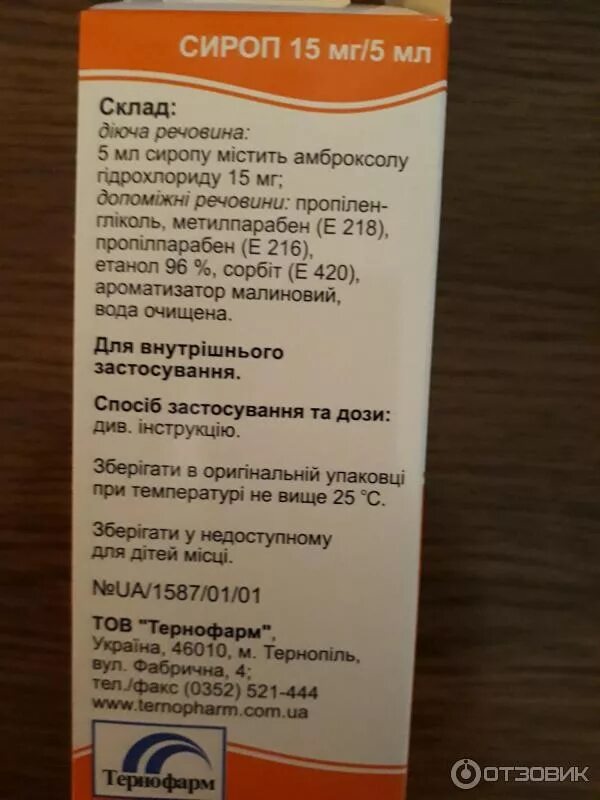 СИРОП 15 мг/5 мл
Склад:
діюча речовина:
5 мл сиропу містить амброксолу
гідрохлориду 15 мг;
допоміжні речовини: пропілен-
гліколь, метилпарабен (Е 218),
пропілпарабен (Е 216),
етанол 96 %, сорбіт (Е 420),
ароматизатор малиновий,
вода очищена.
Для внутрішнього
застосування.
Спосіб застосування та дози:
див. інструкцію.
Зберігати в оригінальній упаковці
при температурі не вище 25 °С.
Зберігати у недоступному
для дітей місці.
№UA/1587/01/01
ТОВ "Тернофарм",
Україна, 46010, м. Тернопіль,
вул. Фабрична, 4;
тел./факс (0352) 521-444
www.ternopharm.com.ua
Тернофарм
ОТЗОВИК